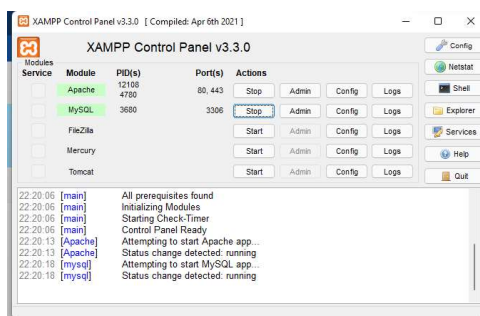 XAMPP Control Panel v3.3.0 [ Compiled: Apr 6th 2021 ]
XAMPP Control Panel v3.3.0
Config
Modules
Service Module PID(s) Port(s) Actions
Netstat
Apache 12108 4780 80, 443 Stop Admin Config Logs
Shell
MySQL 3680 3306 Stop Admin Config Logs
Explorer
FileZilla Start Admin Config Logs
Services
Mercury Start Admin Config Logs
Help
Tomcat Start Admin Config Logs
Quit
22:20:06 [main] All prerequisites found
22:20:06 [main] Initializing Modules
22:20:06 [main] Starting Check-Timer
22:20:06 [main] Control Panel Ready
22:20:13 [Apache] Attempting to start Apache app...
22:20:13 [Apache] Status change detected: running
22:20:18 [mysql] Attempting to start MySQL app...
22:20:18 [mysql] Status change detected: running